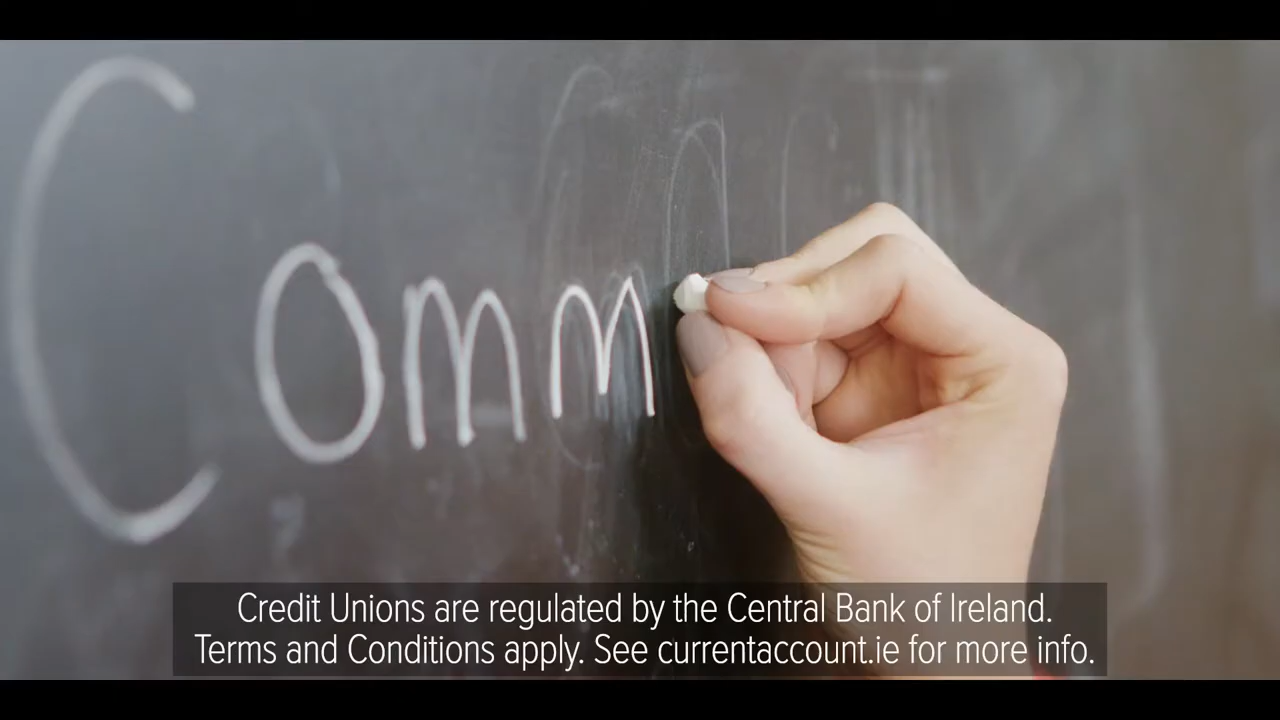 Comm
Credit Unions are regulated by the Central Bank of Ireland.
Terms and Conditions apply. See currentaccount.ie for more info.